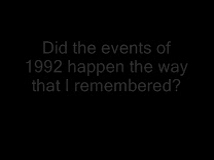 Did the events of
1992 happen the way
that I remembered?